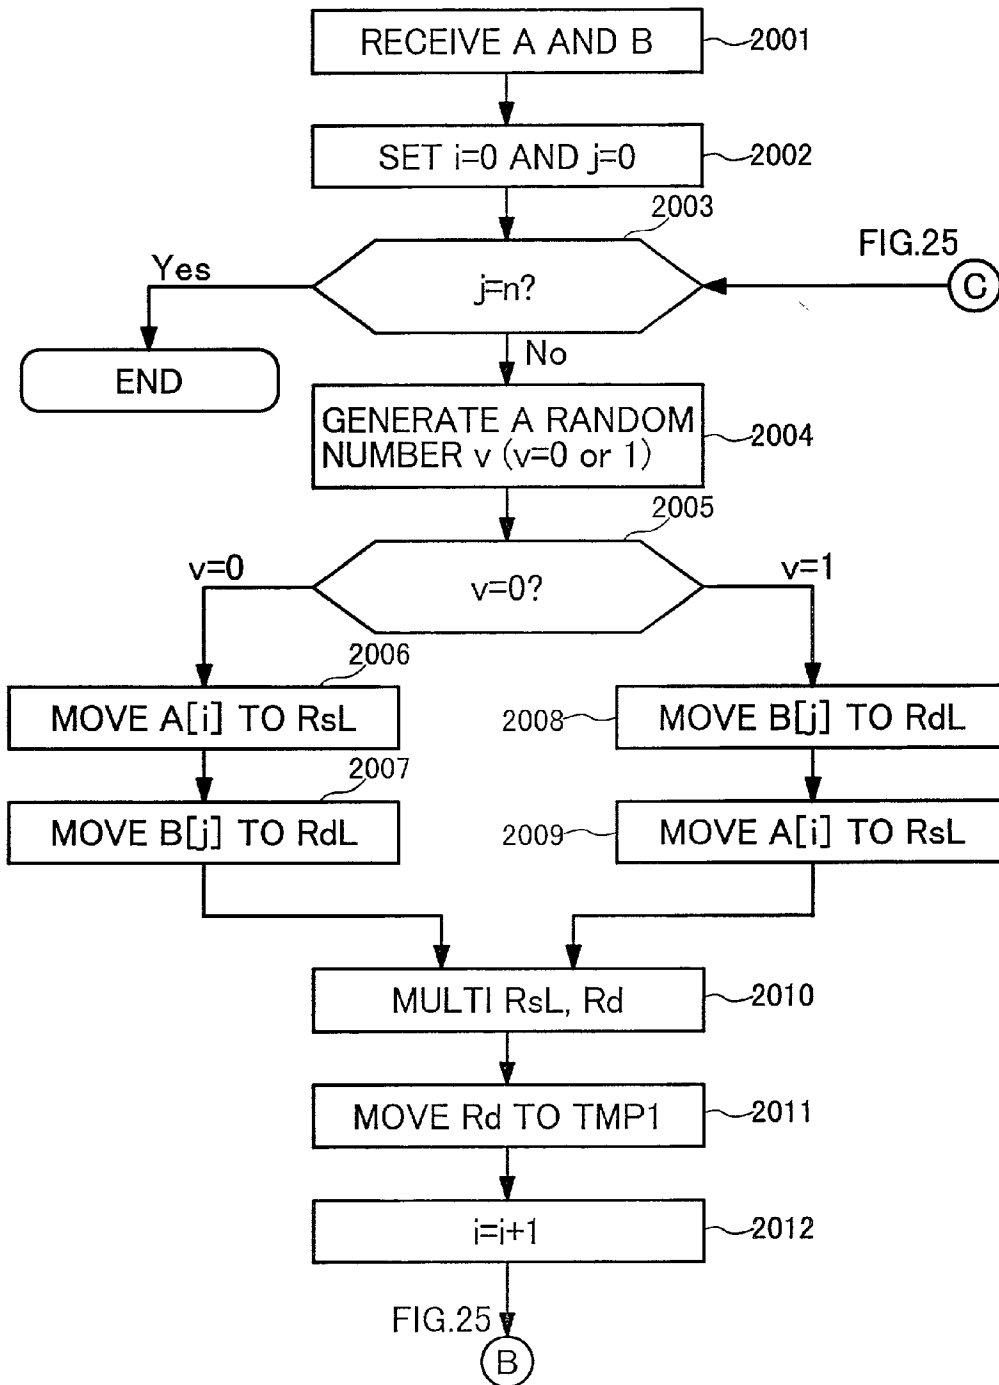 RECEIVE A AND B
2001
SET i=0 AND j=0
2002
2003
FIG.25
Yes
j=n?
C
No
END
GENERATE A RANDOM
NUMBER v (v=0 or 1)
2004
2005
v=0
v=0?
v=1
2006
MOVE A[i] TO RsL
2008
MOVE B[j] TO RdL
2007
MOVE B[j] TO RdL
2009
MOVE A[i] TO RsL
MULTI RsL, Rd
2010
MOVE Rd TO TMP1
2011
i=i+1
2012
FIG.25
B